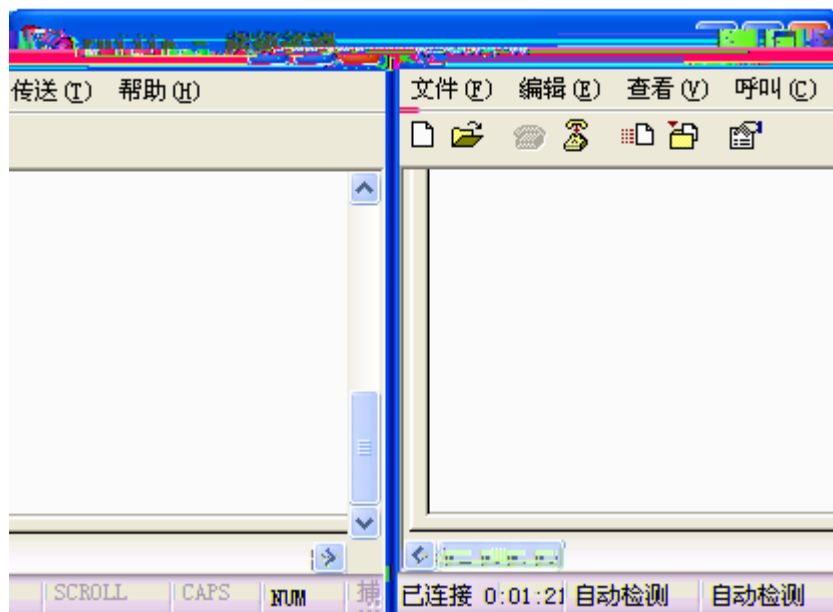 传送(T) 帮助(H)
文件(F) 编辑(E) 查看(V) 呼叫(C)
SCROLL CAPS NUM 捕
已连接 0:01:21 自动检测 自动检测